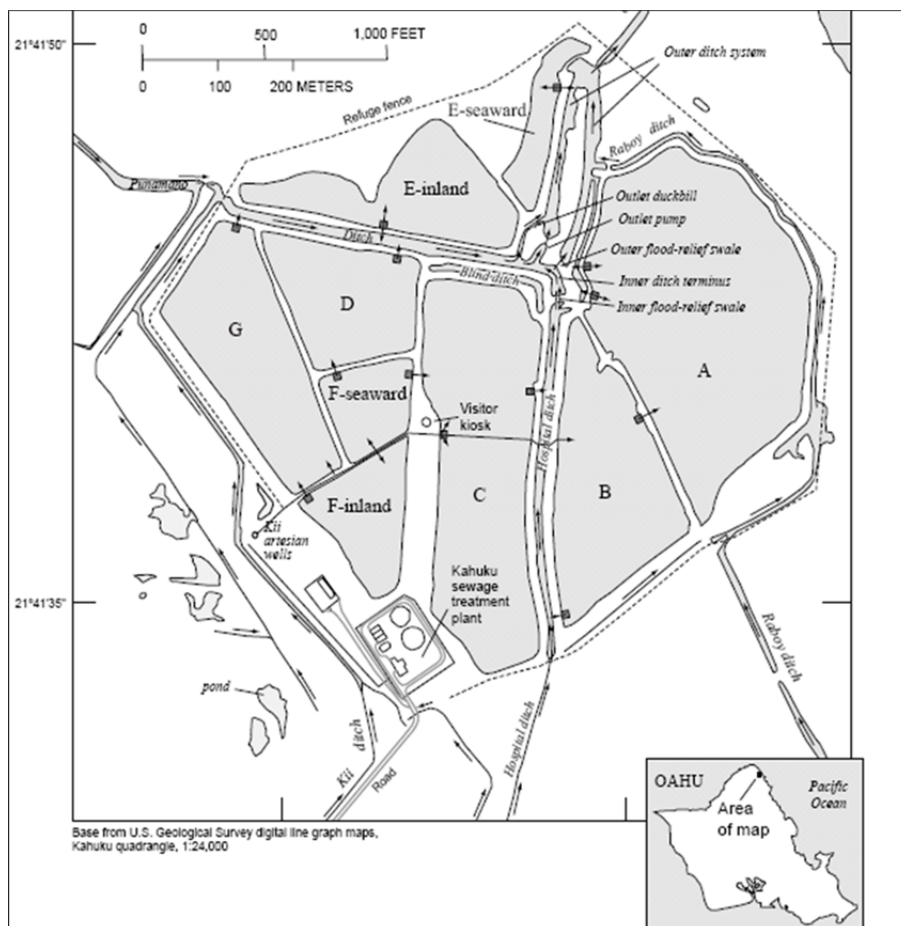 21°41'50"
0
500
1,000 FEET
0
100
200 METERS
Outer ditch system
Refuge fence
E-seaward
Raboy ditch
Punamano
E-inland
Outlet duckbill
Outlet pump
Ditch
Outer flood-relief swale
Blind ditch
Inner ditch terminus
Inner flood-relief swale
D
G
A
F-seaward
Visitor
kiosk
Hospital ditch
F-inland
C
B
Kii
artesian
wells
Kahuku
sewage
treatment
plant
21°41'35"
Raboy ditch
pond
Kii
ditch
Road
Hospital ditch
OAHU
Pacific
Ocean
Area
of map
Base from U.S. Geological Survey digital line graph maps,
Kahuku quadrangle, 1:24,000